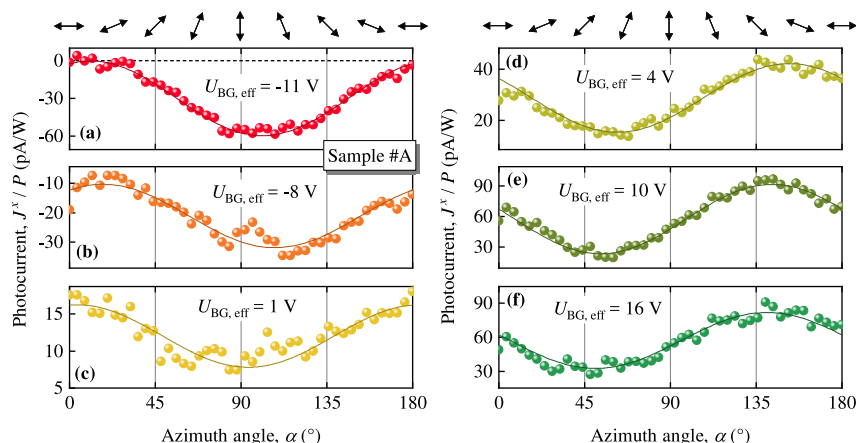 0
-30
-60
U_BG, eff = -11 V
(a)
Sample #A
-10
-20
-30
U_BG, eff = -8 V
(b)
15
10
5
U_BG, eff = 1 V
(c)
Photocurrent, J^x / P (pA/W)
0 45 90 135 180
Azimuth angle, α (°)
(d)
U_BG, eff = 4 V
40
20
0
(e)
U_BG, eff = 10 V
90
60
30
(f)
U_BG, eff = 16 V
90
60
30
0
Photocurrent, J^x / P (pA/W)
0 45 90 135 180
Azimuth angle, α (°)